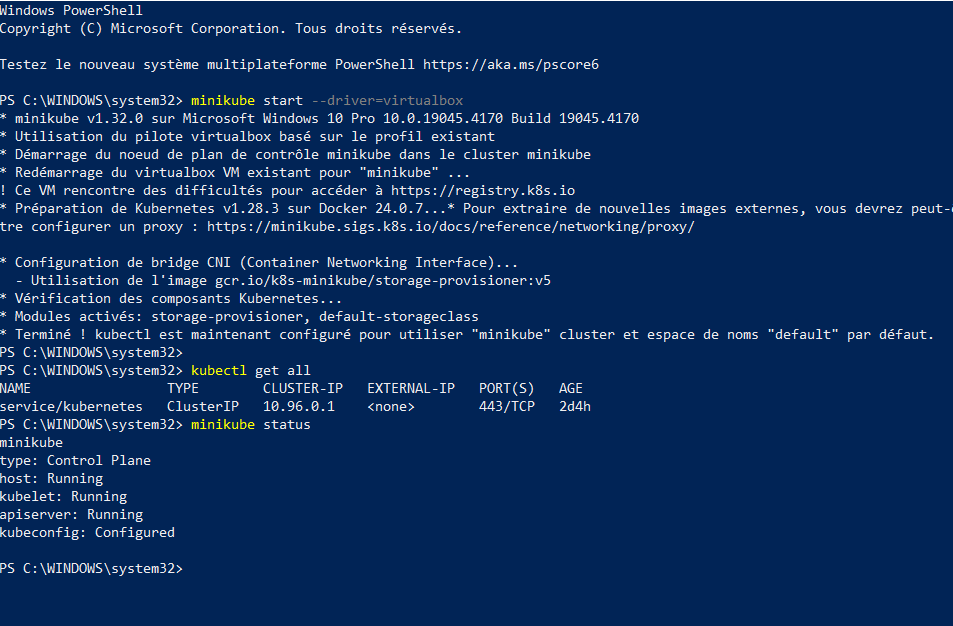 Windows PowerShell
Copyright (C) Microsoft Corporation. Tous droits réservés.
Testez le nouveau système multiplateforme PowerShell https://aka.ms/pscore6
PS C:\WINDOWS\system32> minikube start --driver=virtualbox
* minikube v1.32.0 sur Microsoft Windows 10 Pro 10.0.19045.4170 Build 19045.4170
* Utilisation du pilote virtualbox basé sur le profil existant
* Démarrage du noeud de plan de contrôle minikube dans le cluster minikube
* Redémarrage du virtualbox VM existant pour "minikube" ...
! Ce VM rencontre des difficultés pour accéder à https://registry.k8s.io
* Préparation de Kubernetes v1.28.3 sur Docker 24.0.7...* Pour extraire de nouvelles images externes, vous devrez peut-
tre configurer un proxy : https://minikube.sigs.k8s.io/docs/reference/networking/proxy/
* Configuration de bridge CNI (Container Networking Interface)...
  - Utilisation de l'image gcr.io/k8s-minikube/storage-provisioner:v5
* Vérification des composants Kubernetes...
* Modules activés: storage-provisioner, default-storageclass
* Terminé ! kubectl est maintenant configuré pour utiliser "minikube" cluster et espace de noms "default" par défaut.
PS C:\WINDOWS\system32>
PS C:\WINDOWS\system32> kubectl get all
NAME                 TYPE        CLUSTER-IP   EXTERNAL-IP   PORT(S)   AGE
service/kubernetes   ClusterIP   10.96.0.1    <none>        443/TCP   2d4h
PS C:\WINDOWS\system32> minikube status
minikube
type: Control Plane
host: Running
kubelet: Running
apiserver: Running
kubeconfig: Configured
PS C:\WINDOWS\system32>